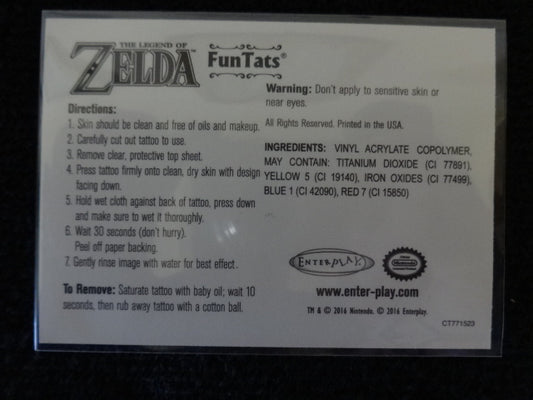 THE LEGEND OF
ZELDA™
FunTats®
Directions:
1. Skin should be clean and free of oils and makeup.
2. Carefully cut out tattoo to use.
3. Remove clear, protective top sheet.
4. Press tattoo firmly onto clean, dry skin with design
facing down.
5. Hold wet cloth against back of tattoo, press down
and make sure to wet it thoroughly.
6. Wait 30 seconds (don't hurry).
Peel off paper backing.
7. Gently rinse image with water for best effect.
To Remove: Saturate tattoo with baby oil; wait 10
seconds, then rub away tattoo with a cotton ball.
Warning: Don't apply to sensitive skin or
near eyes.
All Rights Reserved. Printed in the USA.
INGREDIENTS: VINYL ACRYLATE COPOLYMER,
MAY CONTAIN: TITANIUM DIOXIDE (CI 77891),
YELLOW 5 (CI 19140), IRON OXIDES (CI 77499),
BLUE 1 (CI 42090), RED 7 (CI 15850)
ENTERPLAY
Nintendo
www.enter-play.com
TM & © 2016 Nintendo. © 2016 Enterplay.
CT771523